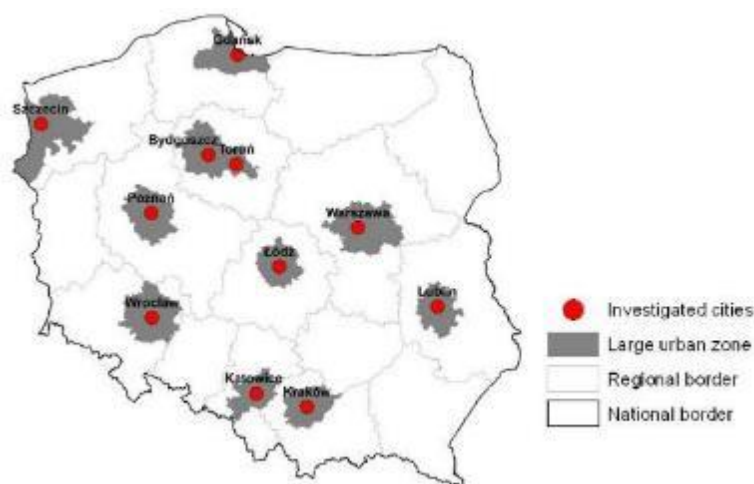 Gdańsk
Szczecin
Bydgoszcz
Toruń
Poznań
Warszawa
Łódź
Wrocław
Lublin
Katowice
Kraków
Investigated cities
Large urban zone
Regional border
National border